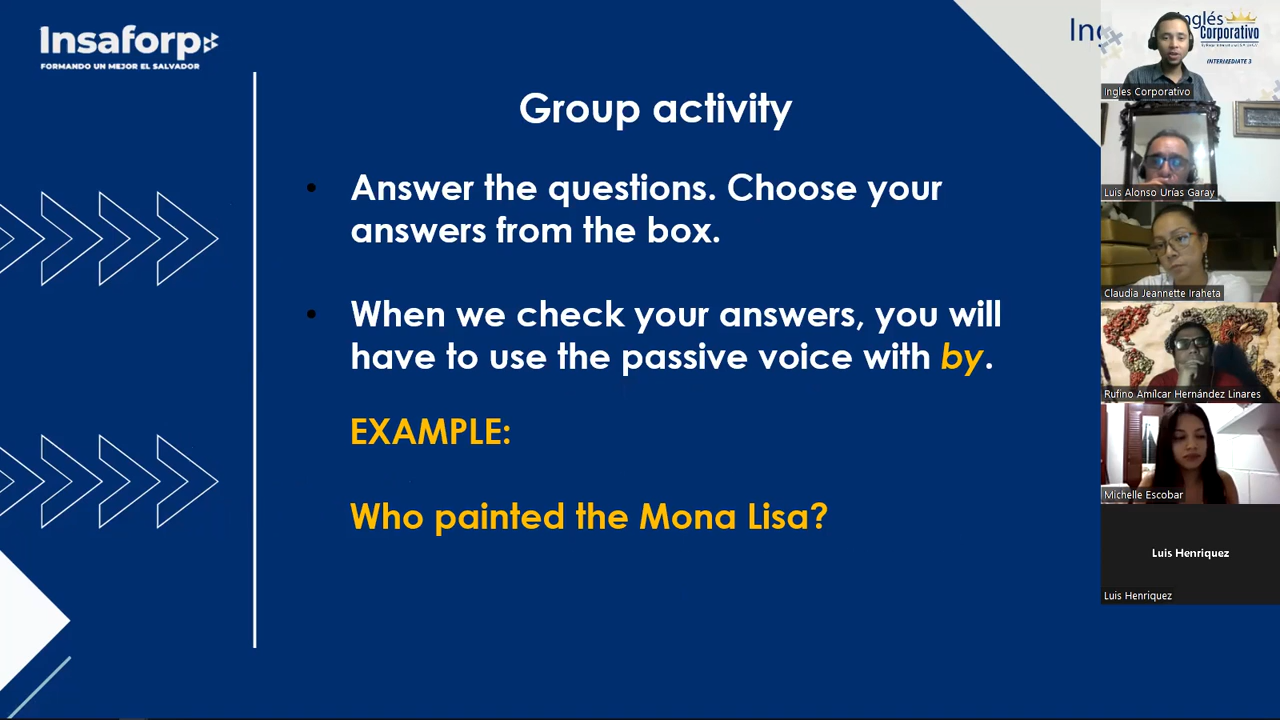 Insaforp
FORMANDO UN MEJOR EL SALVADOR
Group activity
• Answer the questions. Choose your
answers from the box.
• When we check your answers, you will
have to use the passive voice with by.
EXAMPLE:
Who painted the Mona Lisa?
Ing
Inglés
Corporativo
INTERMEDIATE 3
Ingles Corporativo
Luis Alonso Urías Garay
Claudia Jeannette Iraheta
Rufino Amílcar Hernández Linares
Michelle Escobar
Luis Henriquez
Luis Henriquez